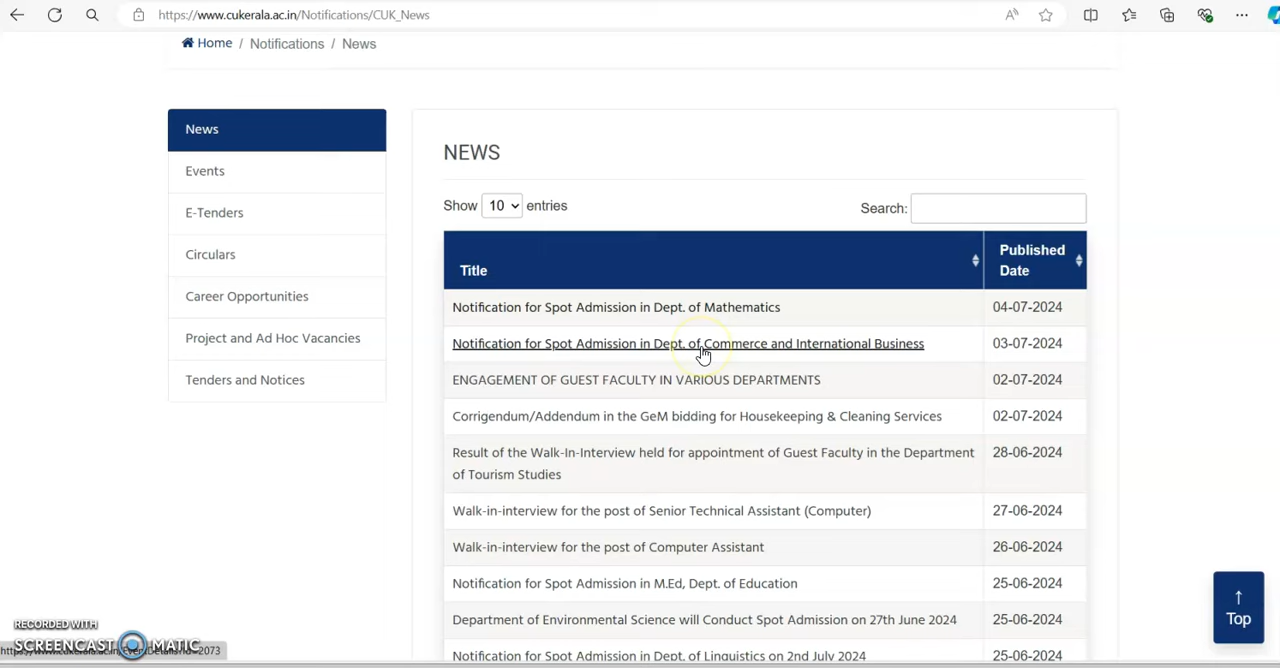 https://www.cukerala.ac.in/Notifications/CUK_News
Home / Notifications / News
News
Events
E-Tenders
Circulars
Career Opportunities
Project and Ad Hoc Vacancies
Tenders and Notices
NEWS
Show 10 entries
Search:
Title
Published
Date
Notification for Spot Admission in Dept. of Mathematics 04-07-2024
Notification for Spot Admission in Dept. of Commerce and International Business 03-07-2024
ENGAGEMENT OF GUEST FACULTY IN VARIOUS DEPARTMENTS 02-07-2024
Corrigendum/Addendum in the GeM bidding for Housekeeping & Cleaning Services 02-07-2024
Result of the Walk-In-Interview held for appointment of Guest Faculty in the Department 28-06-2024
of Tourism Studies
Walk-in-interview for the post of Senior Technical Assistant (Computer) 27-06-2024
Walk-in-interview for the post of Computer Assistant 26-06-2024
Notification for Spot Admission in M.Ed, Dept. of Education 25-06-2024
Department of Environmental Science will Conduct Spot Admission on 27th June 2024 25-06-2024
Notification for Spot Admission in Dept. of Linguistics on 2nd July 2024 25-06-2024
Top
RECORDED WITH
SCREENCAST MATIC